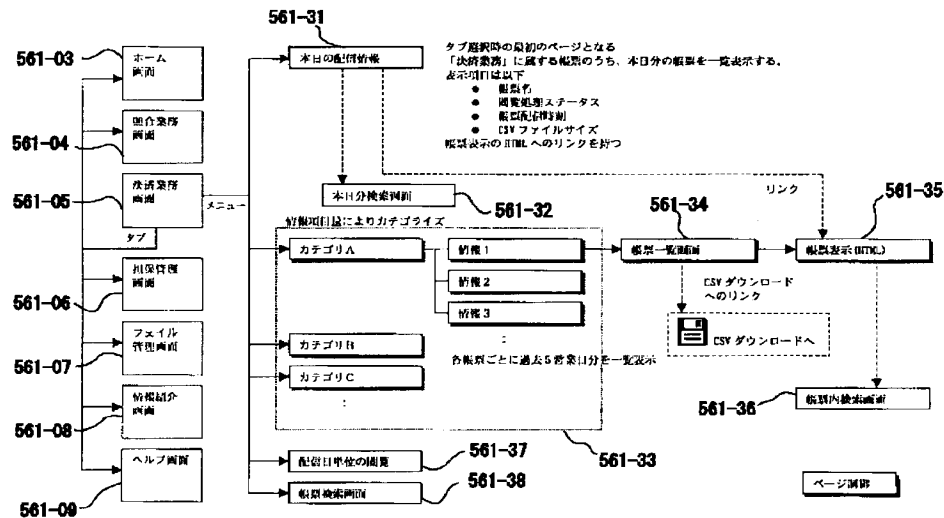 561-31
561-03
ホーム
画面
本日の配信情報
タブ選択時の最初のページとなる
「決済業務」に属する帳票のうち、本日分の帳票を一覧表示する。
表示項目は以下
● 帳票名
● 閲覧処理ステータス
● 帳票配信時刻
● CSVファイルサイズ
帳票表示のHTMLへのリンクを持つ
照合業務
画面
561-04
決済業務
画面
561-05
メニュー
タブ
本日分検索画面
561-32
リンク
561-34
561-35
情報項目量によりカテゴライズ
カテゴリA
情報1
情報2
情報3
:
帳票一覧画面
帳票表示(HTML)
担保管理
画面
561-06
CSVダウンロード
へのリンク
CSVダウンロードへ
ファイル
管理画面
561-07
カテゴリB
各帳票ごとに過去5営業日分を一覧表示
カテゴリC
:
情報紹介
画面
561-08
561-36
帳票内検索画面
561-33
ヘルプ画面
561-09
配信日単位の閲覧
561-37
帳票検索画面
561-38
ページ制御